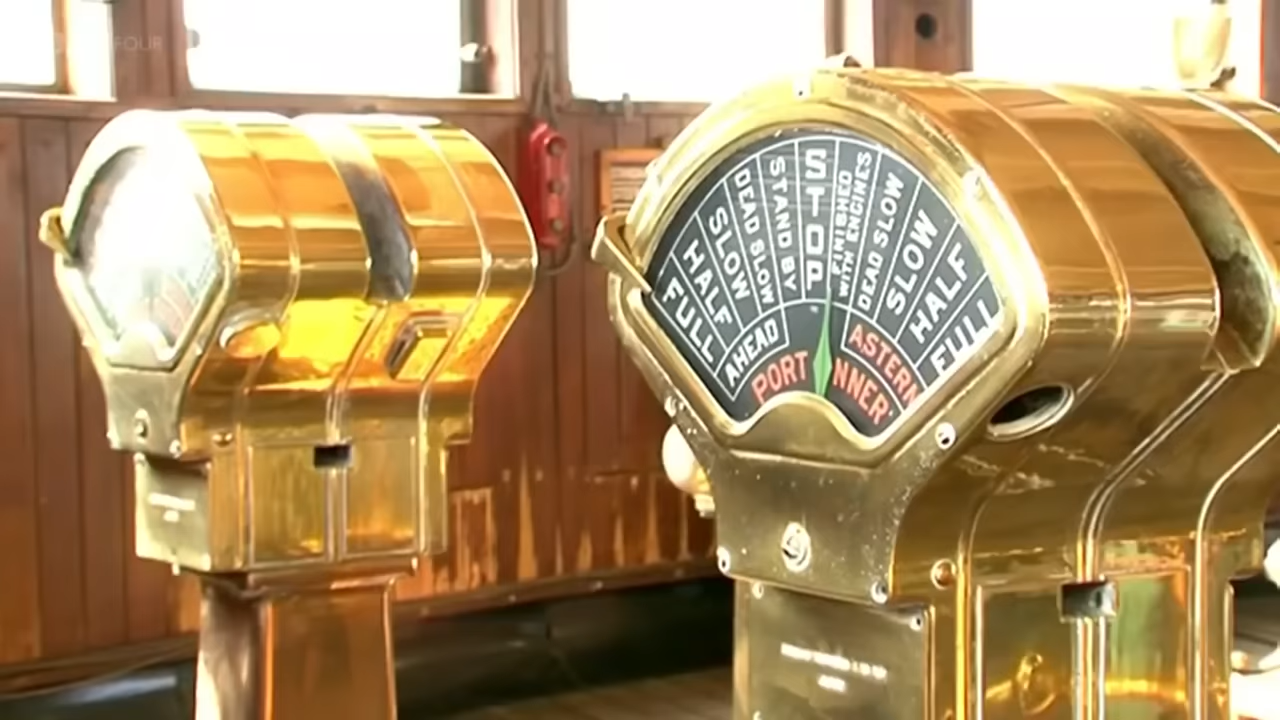 FOUR
FULL
HALF
SLOW
DEAD SLOW
STAND BY
STOP
FINISHED
WITH ENGINES
DEAD SLOW
SLOW
HALF
FULL
AHEAD
ASTERN
PORT
NNER